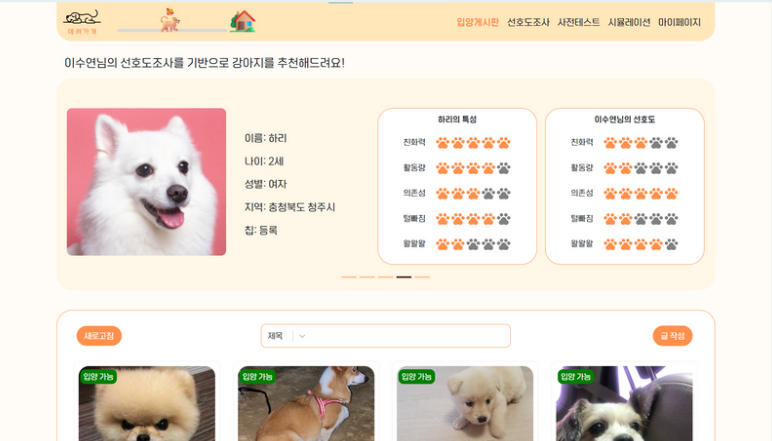 데려가개
입양게시판 선호도조사 사전테스트 시뮬레이션 마이페이지
이수연님의 선호도조사를 기반으로 강아지를 추천해드려요!
이름: 하리
나이: 2세
성별: 여자
지역: 충청북도 청주시
칩: 등록
하리의 특성
친화력
활동량
의존성
털빠짐
왈왈왈
이수연님의 선호도
친화력
활동량
의존성
털빠짐
왈왈왈
새로고침
제목
글 작성
입양 가능
입양 가능
입양 가능
입양 가능